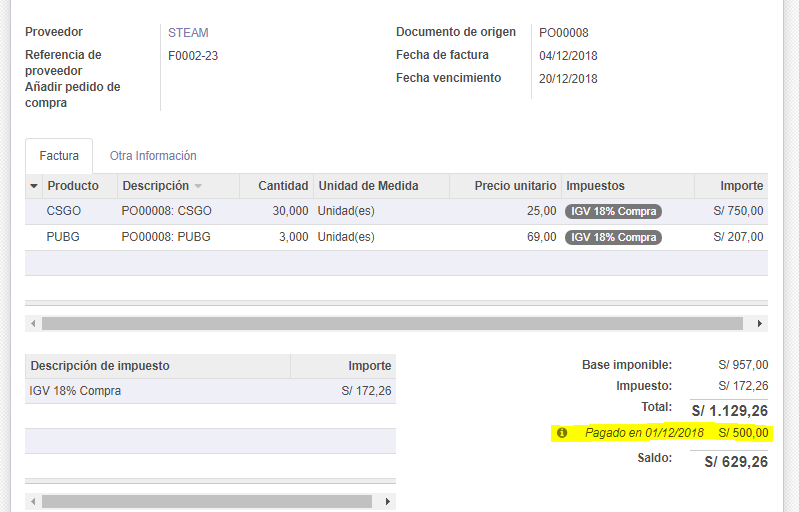 Proveedor STEAM Documento de origen PO00008
Referencia de proveedor F0002-23 Fecha de factura 04/12/2018
Añadir pedido de compra Fecha vencimiento 20/12/2018
Factura Otra Información
Producto Descripción Cantidad Unidad de Medida Precio unitario Impuestos Importe
CSGO PO00008: CSGO 30,000 Unidad(es) 25,00 IGV 18% Compra S/ 750,00
PUBG PO00008: PUBG 3,000 Unidad(es) 69,00 IGV 18% Compra S/ 207,00
Descripción de impuesto Importe
IGV 18% Compra S/ 172,26
Base imponible: S/ 957,00
Impuesto: S/ 172,26
Total: S/ 1.129,26
Pagado en 01/12/2018 S/ 500,00
Saldo: S/ 629,26